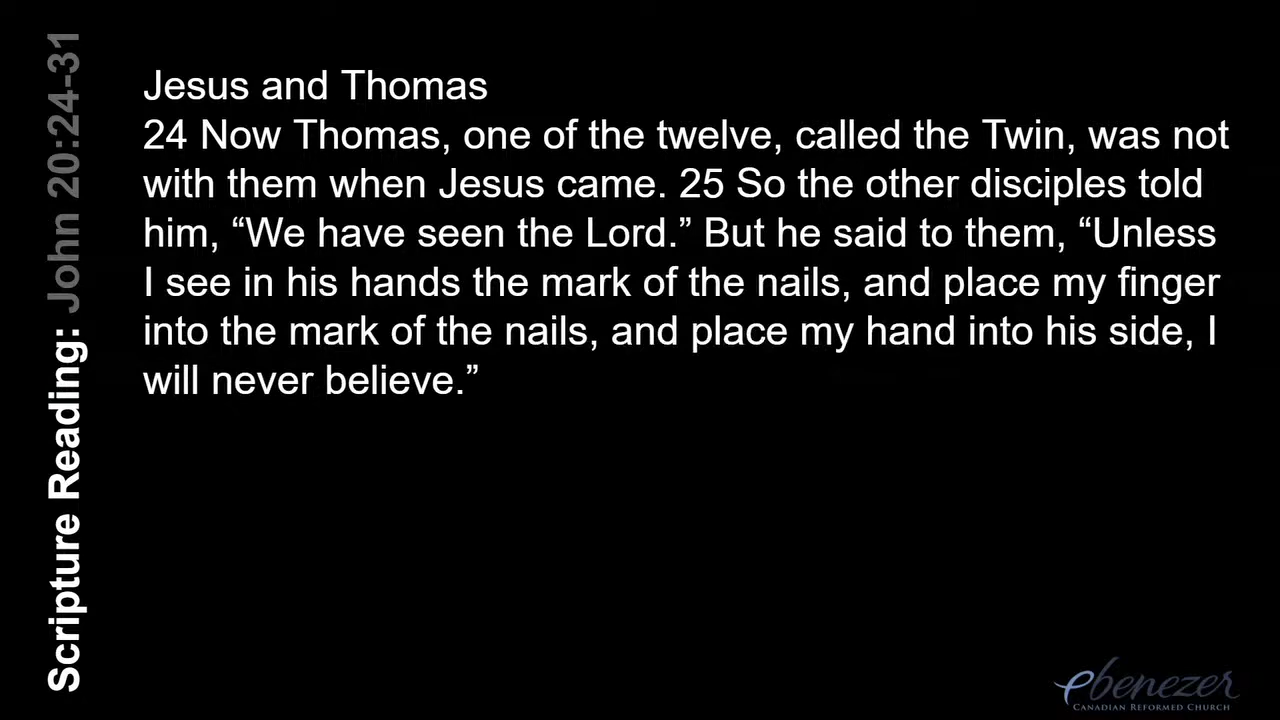 Scripture Reading: John 20:24-31
Jesus and Thomas
24 Now Thomas, one of the twelve, called the Twin, was not
with them when Jesus came. 25 So the other disciples told
him, “We have seen the Lord.” But he said to them, “Unless
I see in his hands the mark of the nails, and place my finger
into the mark of the nails, and place my hand into his side, I
will never believe.”
ebenezer
CANADIAN REFORMED CHURCH